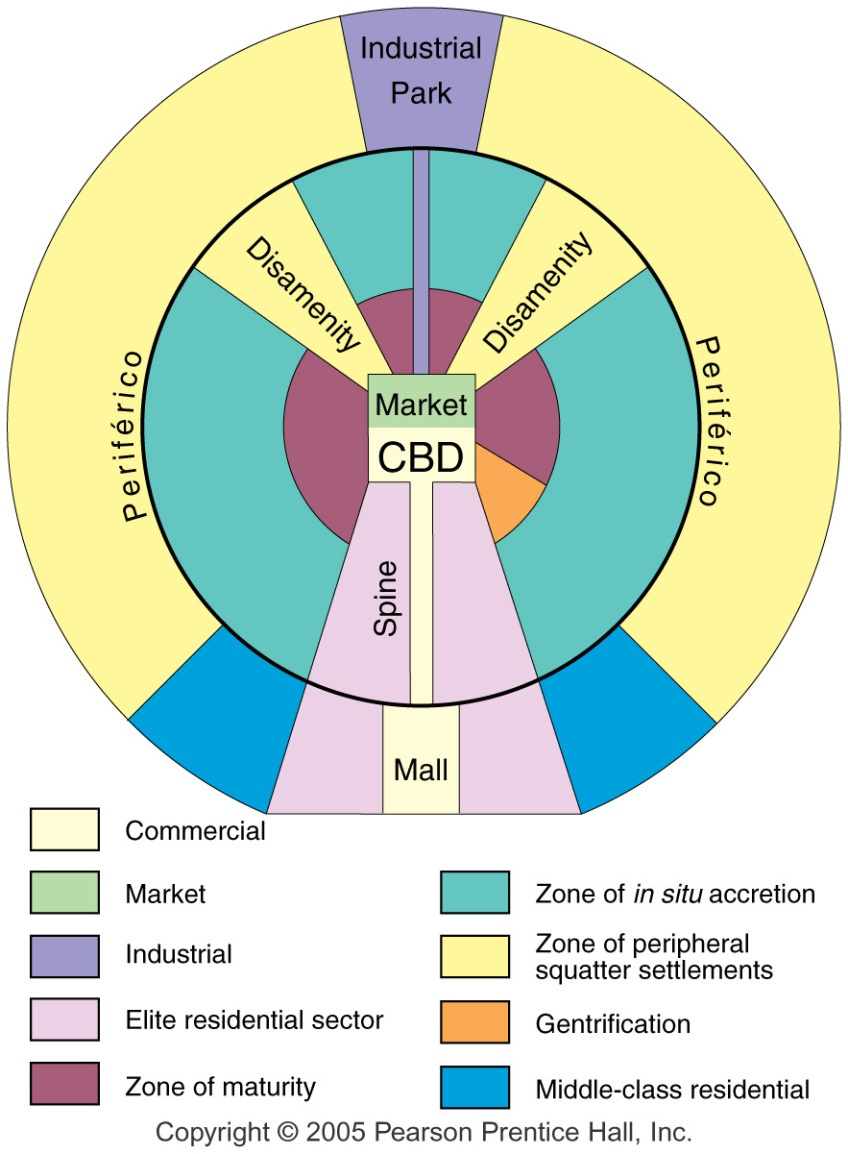 Industrial
Park
Disamenity
Disamenity
Periférico
Periférico
Market
CBD
Spine
Mall
Commercial
Market
Industrial
Elite residential sector
Zone of maturity
Zone of in situ accretion
Zone of peripheral
squatter settlements
Gentrification
Middle-class residential
Copyright © 2005 Pearson Prentice Hall, Inc.